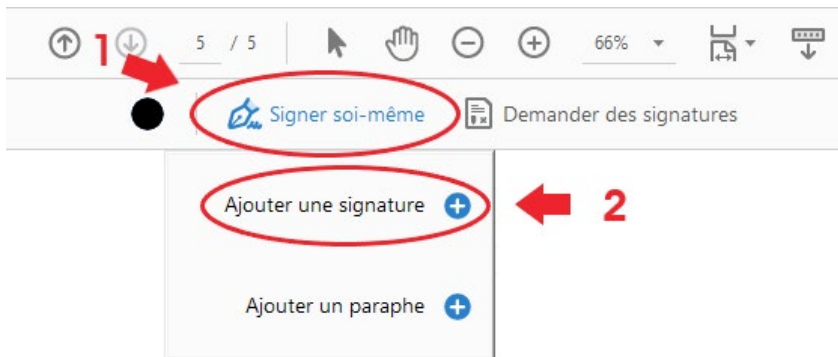 1 5 / 5 66%
Signer soi-même Demander des signatures
Ajouter une signature 2
Ajouter un paraphe